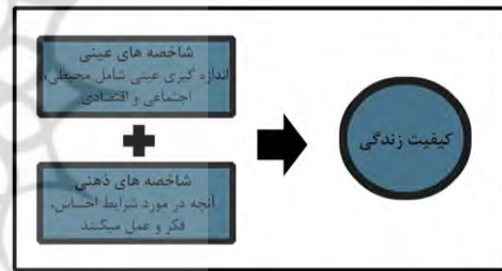 شاخصه های عینی
اندازه گیری عینی شامل محیطی،
اجتماعی و اقتصادی
کیفیت زندگی
شاخصه های ذهنی
آنچه در مورد شرایط احساس،
فکر و عمل میکنند